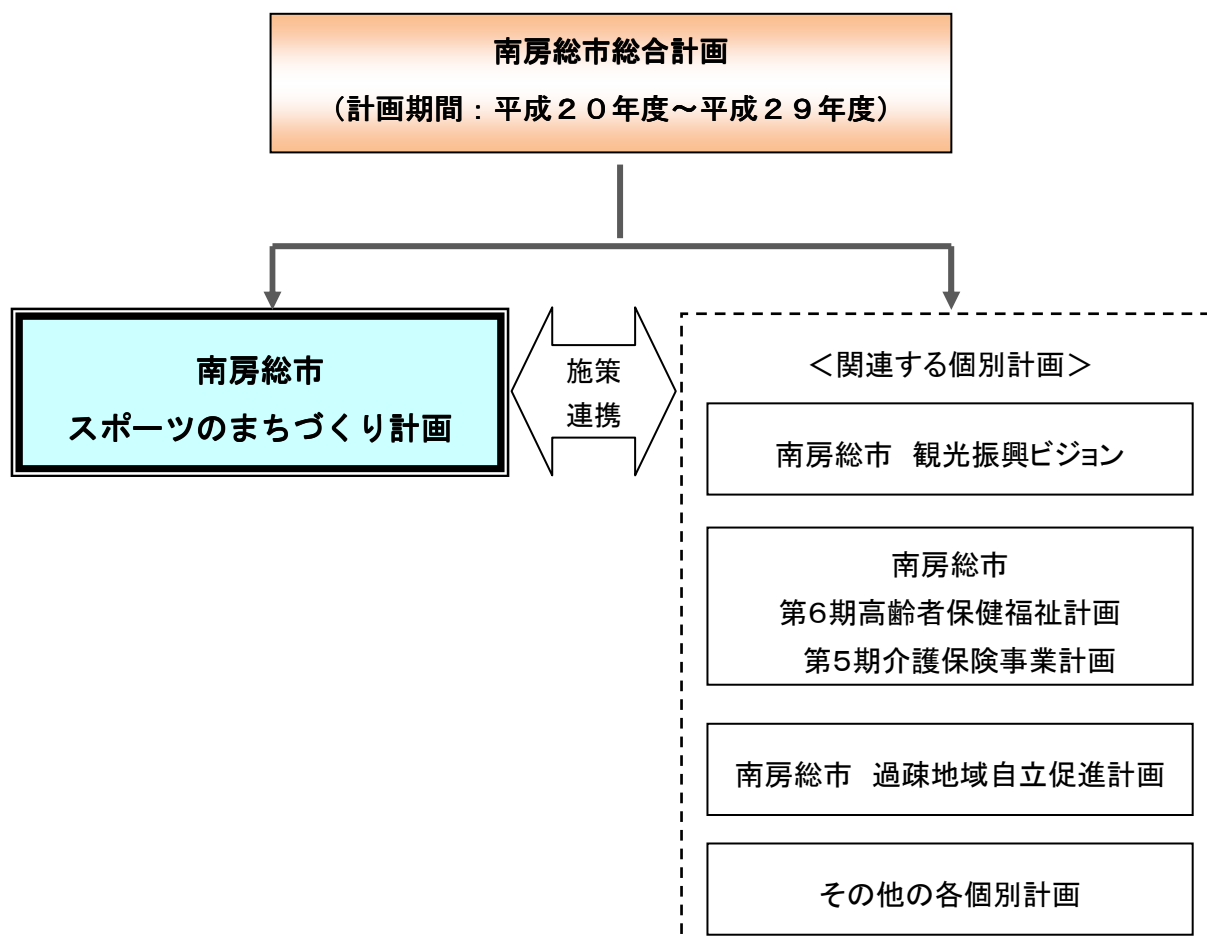 南房総市総合計画
（計画期間：平成２０年度～平成２９年度）
南房総市
スポーツのまちづくり計画
施策
連携
＜関連する個別計画＞
南房総市　観光振興ビジョン
南房総市
第６期高齢者保健福祉計画
第５期介護保険事業計画
南房総市　過疎地域自立促進計画
その他の各個別計画